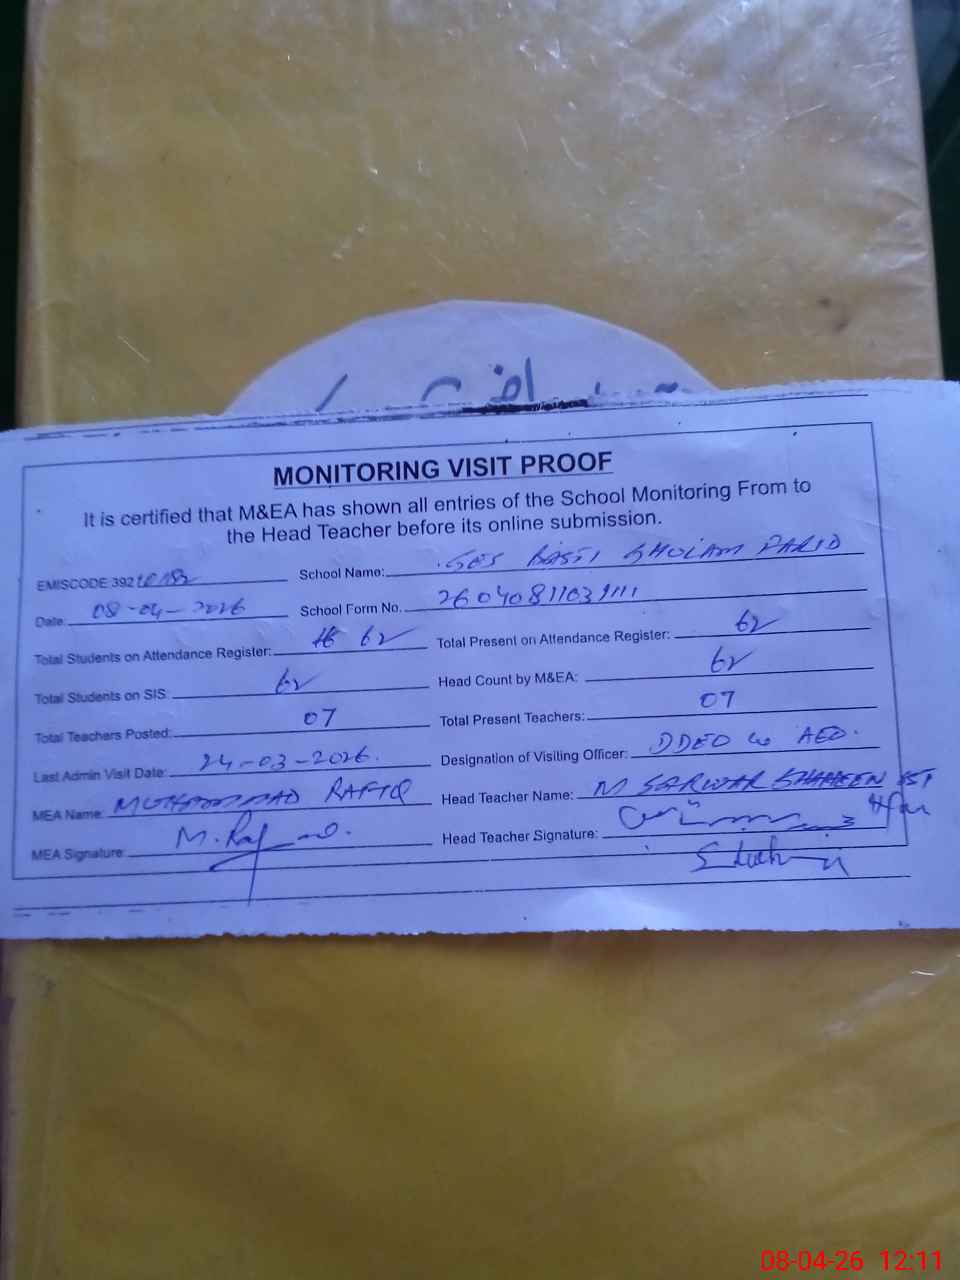 MONITORING VISIT PROOF
It is certified that M&EA has shown all entries of the School Monitoring From to
the Head Teacher before its online submission.
EMISCODE 392 School Name: GES BASTI GHULAM FARID
Date: 08-04-2026 School Form No. 26040811039111
Total Students on Attendance Register: 62 Total Present on Attendance Register: 62
Total Students on SIS: 62 Head Count by M&EA: 62
Total Teachers Posted: 07 Total Present Teachers: 07
Last Admin Visit Date: 24-03-2026. Designation of Visiting Officer: DDEO AEO.
MEA Name: MUHAMMAD RAFIQ Head Teacher Name: M SARWAR SHAHEEN EST
MEA Signature: Head Teacher Signature:
08-04-26 12:11